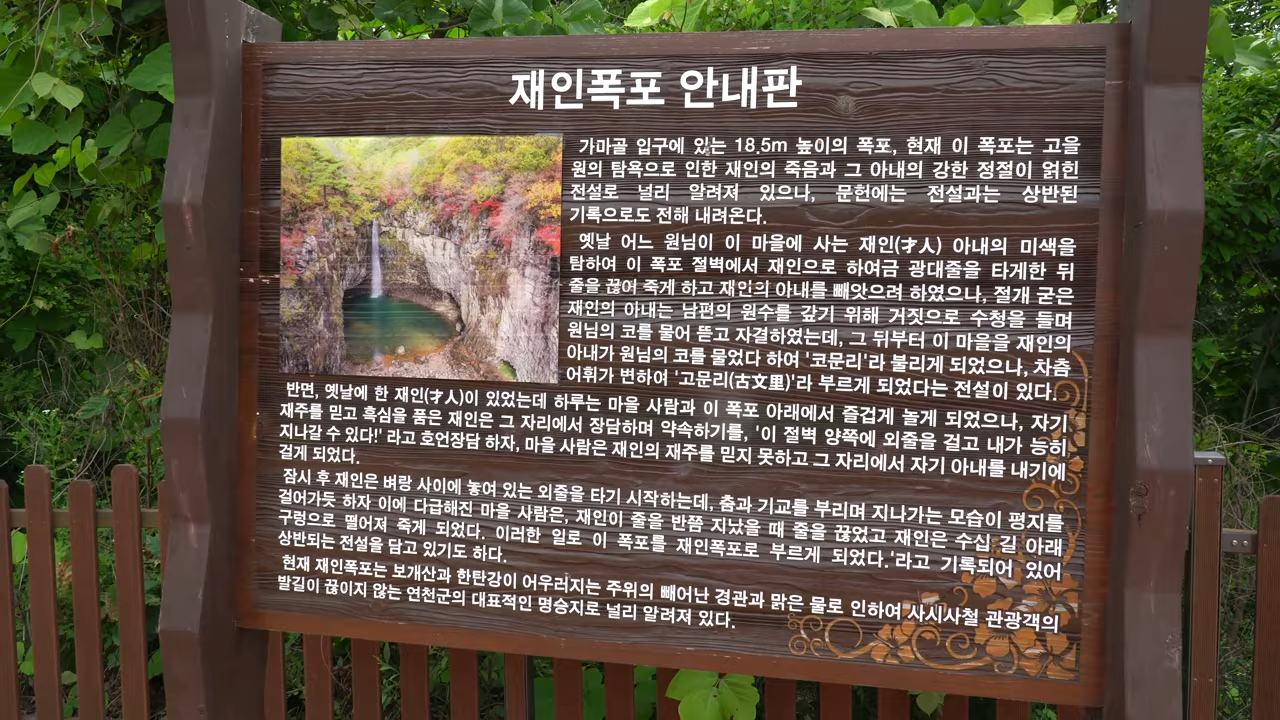 재인폭포 안내판
가마골 입구에 있는 18.5m 높이의 폭포, 현재 이 폭포는 고을
원의 탐욕으로 인한 재인의 죽음과 그 아내의 강한 정절이 얽힌
전설로 널리 알려져 있으나, 문헌에는 전설과는 상반된
기록으로도 전해 내려온다.
옛날 어느 원님이 이 마을에 사는 재인(才人) 아내의 미색을
탐하여 이 폭포 절벽에서 재인으로 하여금 광대줄을 타게한 뒤
줄을 끊어 죽게 하고 재인의 아내를 빼앗으려 하였으나, 절개 굳은
재인의 아내는 남편의 원수를 갚기 위해 거짓으로 수청을 들며
원님의 코를 물어 뜯고 자결하였는데, 그 뒤부터 이 마을을 재인의
아내가 원님의 코를 물었다 하여 '코문리'라 불리게 되었으나, 차츰
어휘가 변하여 '고문리(古文里)'라 부르게 되었다는 전설이 있다.
반면, 옛날에 한 재인(才人)이 있었는데 하루는 마을 사람과 이 폭포 아래에서 즐겁게 놀게 되었으나, 자기
재주를 믿고 흑심을 품은 재인은 그 자리에서 장담하며 약속하기를, '이 절벽 양쪽에 외줄을 걸고 내가 능히
지나갈 수 있다!' 라고 호언장담 하자, 마을 사람은 재인의 재주를 믿지 못하고 그 자리에서 자기 아내를 내기에
걸게 되었다.
잠시 후 재인은 벼랑 사이에 놓여 있는 외줄을 타기 시작하는데, 춤과 기교를 부리며 지나가는 모습이 평지를
걸어가듯 하자 이에 다급해진 마을 사람은, 재인이 줄을 반쯤 지났을 때 줄을 끊었고 재인은 수십 길 아래
구렁으로 떨어져 죽게 되었다. 이러한 일로 이 폭포를 재인폭포로 부르게 되었다.'라고 기록되어 있어
상반되는 전설을 담고 있기도 하다.
현재 재인폭포는 보개산과 한탄강이 어우러지는 주위의 빼어난 경관과 맑은 물로 인하여 사시사철 관광객의
발길이 끊이지 않는 연천군의 대표적인 명승지로 널리 알려져 있다.